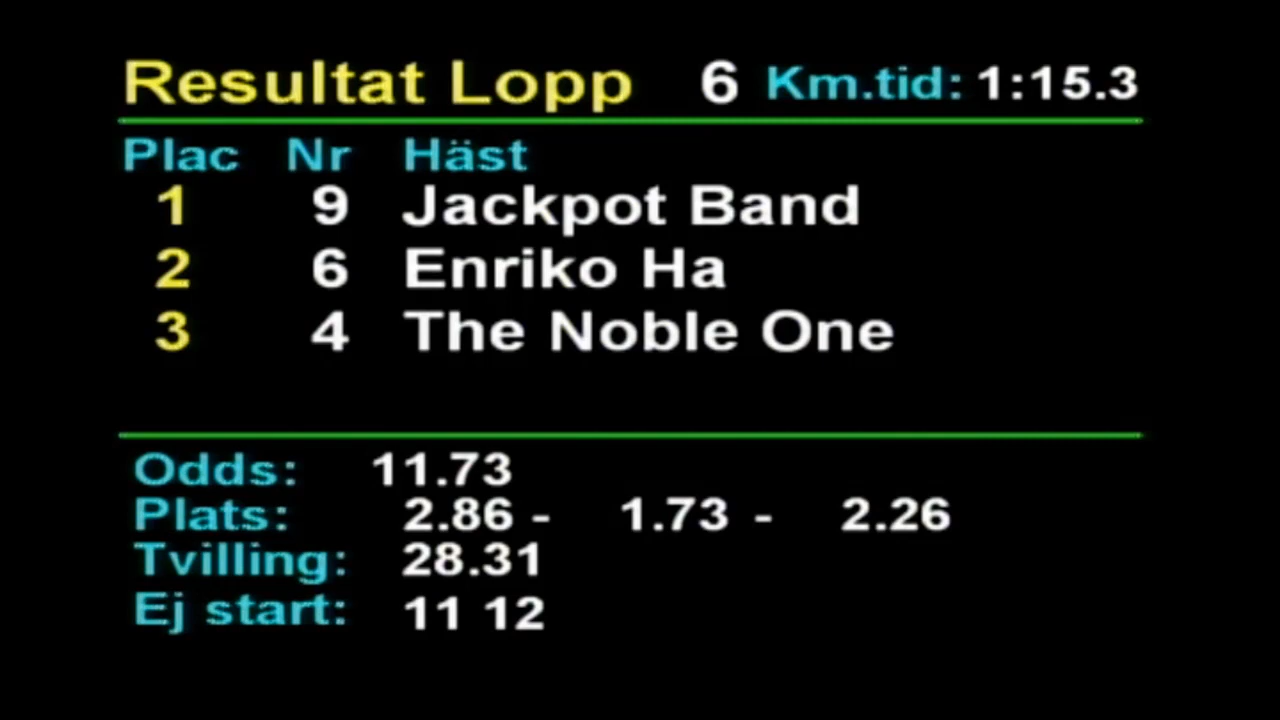 Resultat Lopp 6 Km.tid: 1:15.3
Plac Nr Häst
1 9 Jackpot Band
2 6 Enriko Ha
3 4 The Noble One
Odds: 11.73
Plats: 2.86 - 1.73 - 2.26
Tvilling: 28.31
Ej start: 11 12